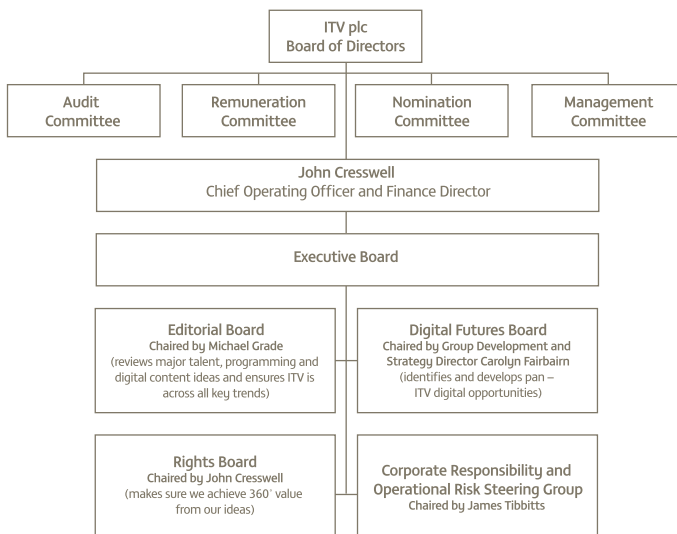 ITV plc
Board of Directors
Audit
Committee
Remuneration
Committee
Nomination
Committee
Management
Committee
John Cresswell
Chief Operating Officer and Finance Director
Executive Board
Editorial Board
Chaired by Michael Grade
(reviews major talent, programming and
digital content ideas and ensures ITV is
across all key trends)
Digital Futures Board
Chaired by Group Development and
Strategy Director Carolyn Fairbairn
(identifies and develops pan –
ITV digital opportunities)
Rights Board
Chaired by John Cresswell
(makes sure we achieve 360˚ value
from our ideas)
Corporate Responsibility and
Operational Risk Steering Group
Chaired by James Tibbitts